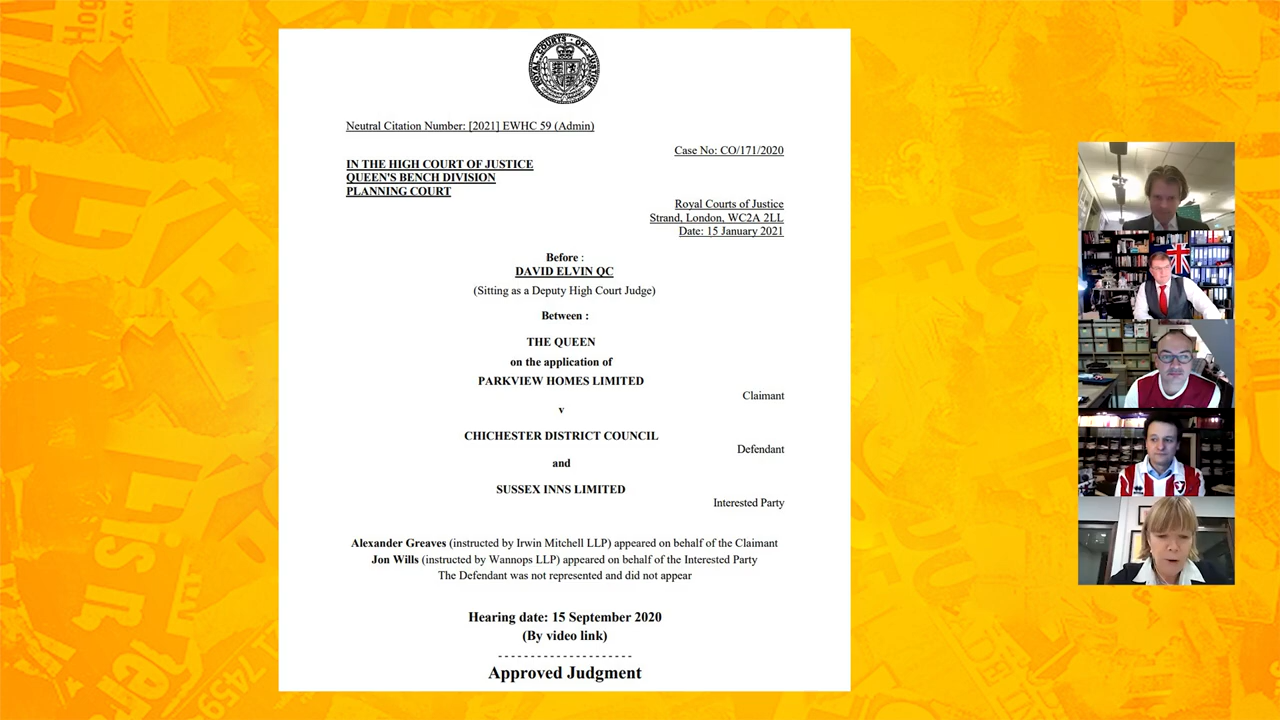 ROYAL · COURTS · OF · JUSTICE
Neutral Citation Number: [2021] EWHC 59 (Admin)
Case No: CO/171/2020
IN THE HIGH COURT OF JUSTICE
QUEEN'S BENCH DIVISION
PLANNING COURT
Royal Courts of Justice
Strand, London, WC2A 2LL
Date: 15 January 2021
Before :
DAVID ELVIN QC
(Sitting as a Deputy High Court Judge)
Between :
THE QUEEN
on the application of
PARKVIEW HOMES LIMITED
Claimant
v
CHICHESTER DISTRICT COUNCIL
Defendant
and
SUSSEX INNS LIMITED
Interested Party
Alexander Greaves (instructed by Irwin Mitchell LLP) appeared on behalf of the Claimant
Jon Wills (instructed by Wannops LLP) appeared on behalf of the Interested Party
The Defendant was not represented and did not appear
Hearing date: 15 September 2020
(By video link)
- - - - - - - - - - - - - - - - - - - - -
Approved Judgment